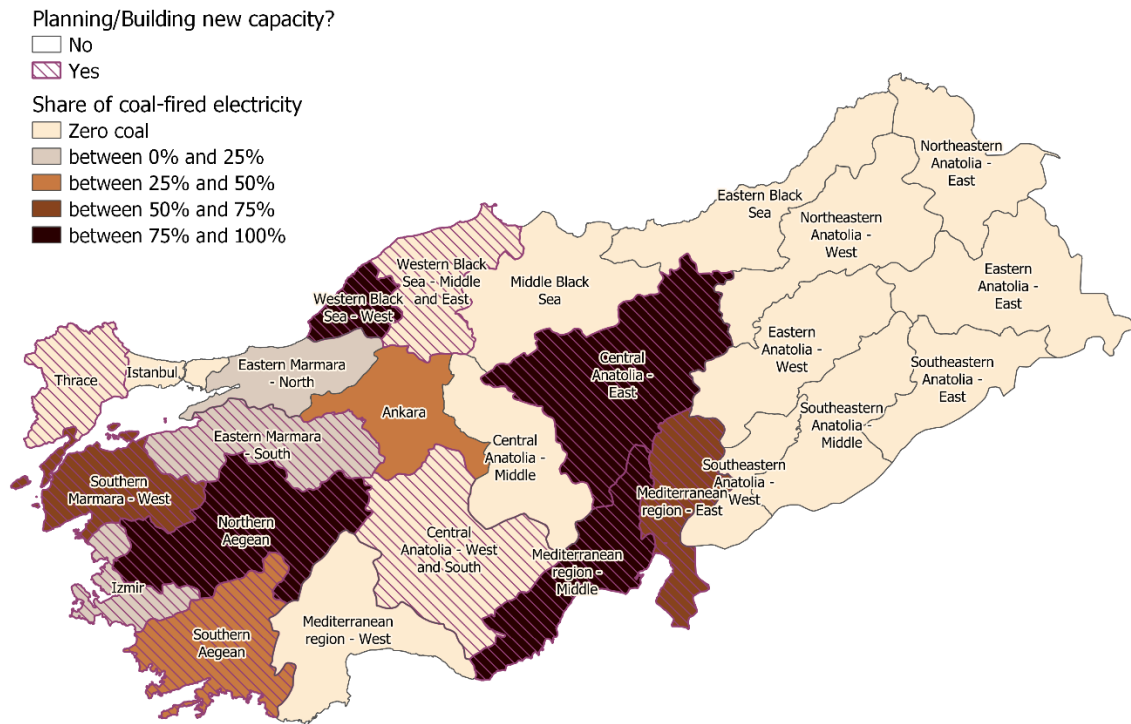 Planning/Building new capacity?
No
Yes
Share of coal-fired electricity
Zero coal
between 0% and 25%
between 25% and 50%
between 50% and 75%
between 75% and 100%
Northeastern
Anatolia -
East
Eastern Black
Sea
Northeastern
Anatolia -
West
Eastern
Anatolia -
East
Western Black
Sea - Middle
and East
Middle Black
Sea
Western Black
Sea - West
Eastern
Anatolia -
West
Central
Anatolia -
East
Southeastern
Anatolia -
East
Thrace
Istanbul
Eastern Marmara
- North
Ankara
Southeastern
Anatolia -
Middle
Eastern Marmara
- South
Central
Anatolia -
Middle
Southeastern
Anatolia -
West
Southern
Marmara - West
Mediterranean
region - East
Northern
Aegean
Central
Anatolia - West
and South
Mediterranean
region -
Middle
Izmir
Mediterranean
region - West
Southern
Aegean